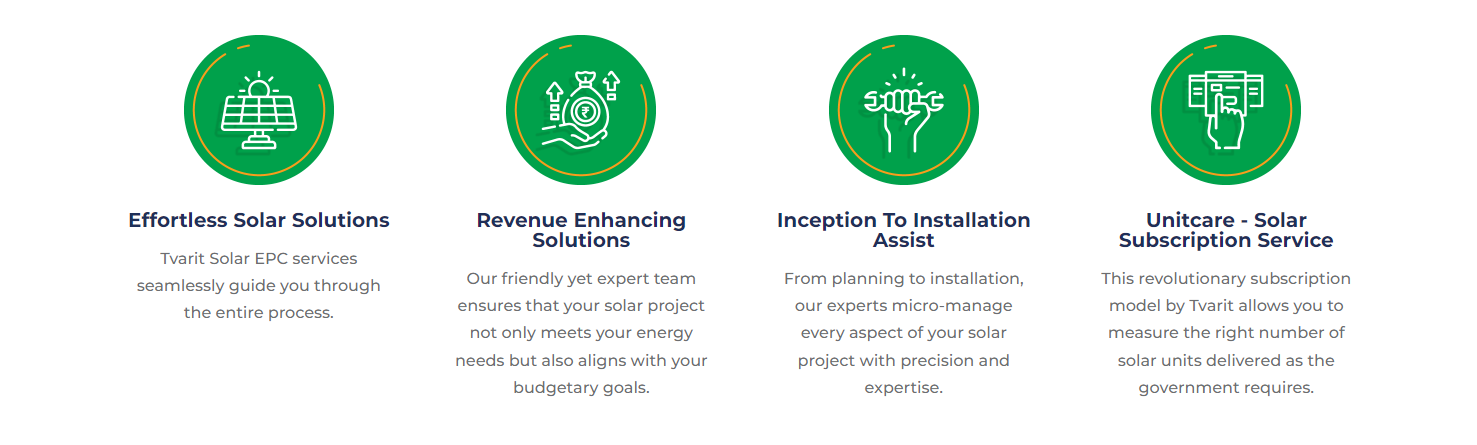 ₹
Effortless Solar Solutions
Tvarit Solar EPC services
seamlessly guide you through
the entire process.
Revenue Enhancing
Solutions
Our friendly yet expert team
ensures that your solar project
not only meets your energy
needs but also aligns with your
budgetary goals.
Inception To Installation
Assist
From planning to installation,
our experts micro-manage
every aspect of your solar
project with precision and
expertise.
Unitcare - Solar
Subscription Service
This revolutionary subscription
model by Tvarit allows you to
measure the right number of
solar units delivered as the
government requires.